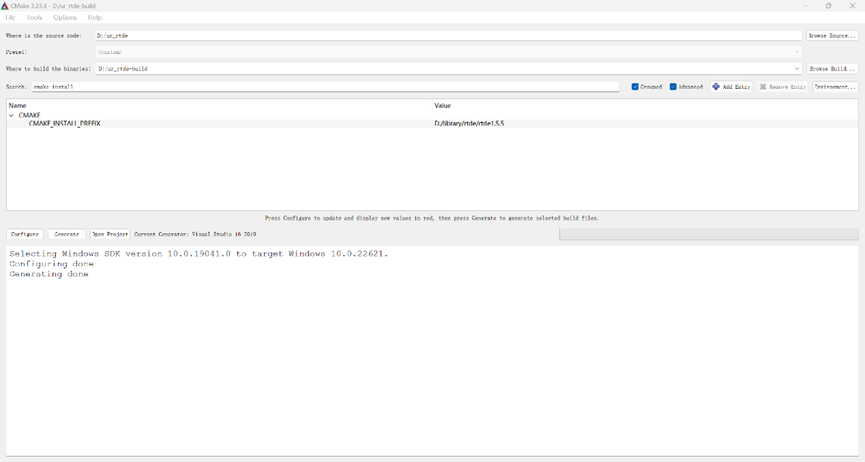 CMake 3.23.4 - D:/ur_rtde-build
File Tools Options Help
Where is the source code: D:/ur_rtde Browse Source...
Preset: <custom>
Where to build the binaries: D:/ur_rtde-build Browse Build...
Search: cmake install Grouped Advanced Add Entry Remove Entry Environment...
Name Value
CMAKE
CMAKE_INSTALL_PREFIX D:/library/rtde/rtde1.5.5
Press Configure to update and display new values in red, then press Generate to generate selected build files.
Configure Generate Open Project Current Generator: Visual Studio 16 2019
Selecting Windows SDK version 10.0.19041.0 to target Windows 10.0.22621.
Configuring done
Generating done